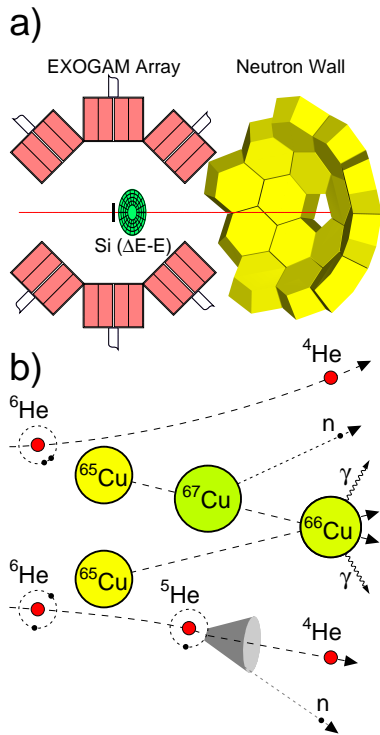 a)
EXOGAM Array Neutron Wall
Si (ΔE-E)
b)
⁴He
⁶He
n
⁶⁵Cu
⁶⁷Cu
γ
⁶⁶Cu
⁶⁵Cu
γ
⁶He
⁵He
⁴He
n